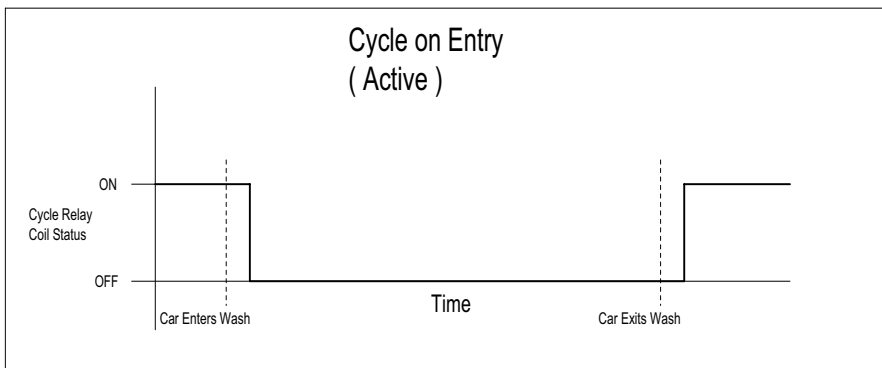 Cycle on Entry
( Active )
ON
Cycle Relay
Coil Status
OFF
Time
Car Enters Wash
Car Exits Wash